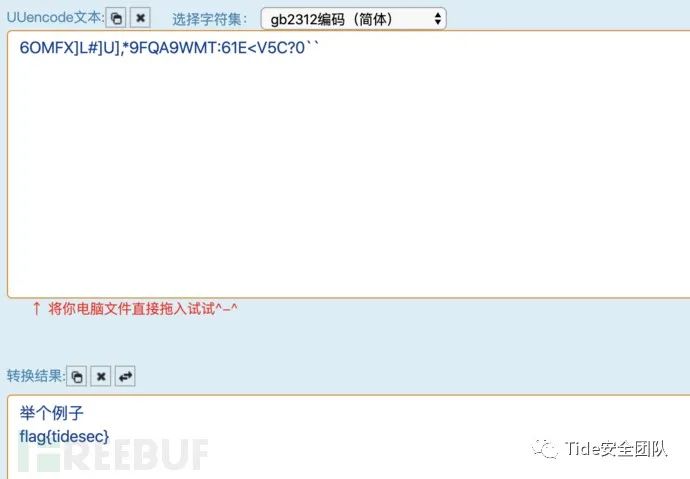 UUencode文本: 选择字符集: gb2312编码（简体）
6OMFX]L#]U],*9FQA9WMT:61E<V5C?0``
↑ 将你电脑文件直接拖入试试^-^
转换结果:
举个例子
flag{tidesec}
FREEBUF
Tide安全团队